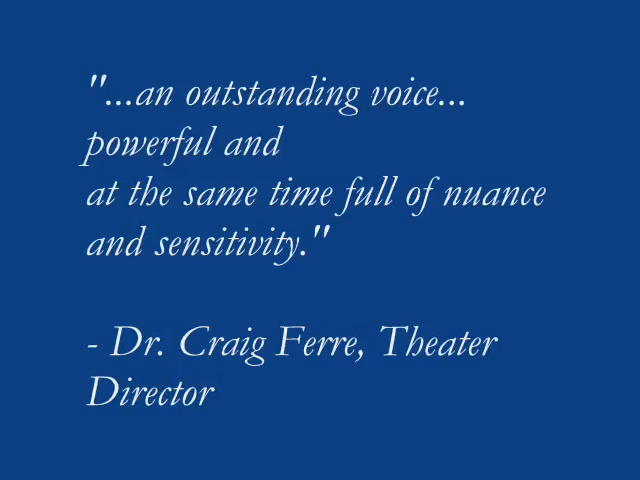 "...an outstanding voice...
powerful and
at the same time full of nuance
and sensitivity."
- Dr. Craig Ferre, Theater
Director